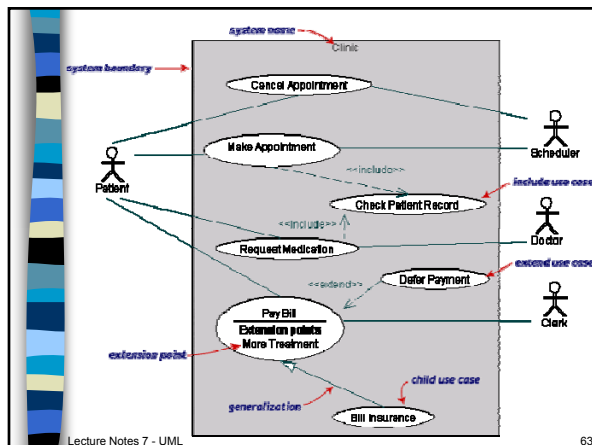 system name
Clinic
system boundary
Cancel Appointment
Make Appointment
Scheduler
<<include>>
Patient
include use case
Check Patient Record
<<include>>
Request Medication
Doctor
extend use case
Defer Payment
<<extend>>
Pay Bill
Extension points
More Treatment
Clerk
extension point
child use case
generalization
Bill Insurance
Lecture Notes 7 - UML
63